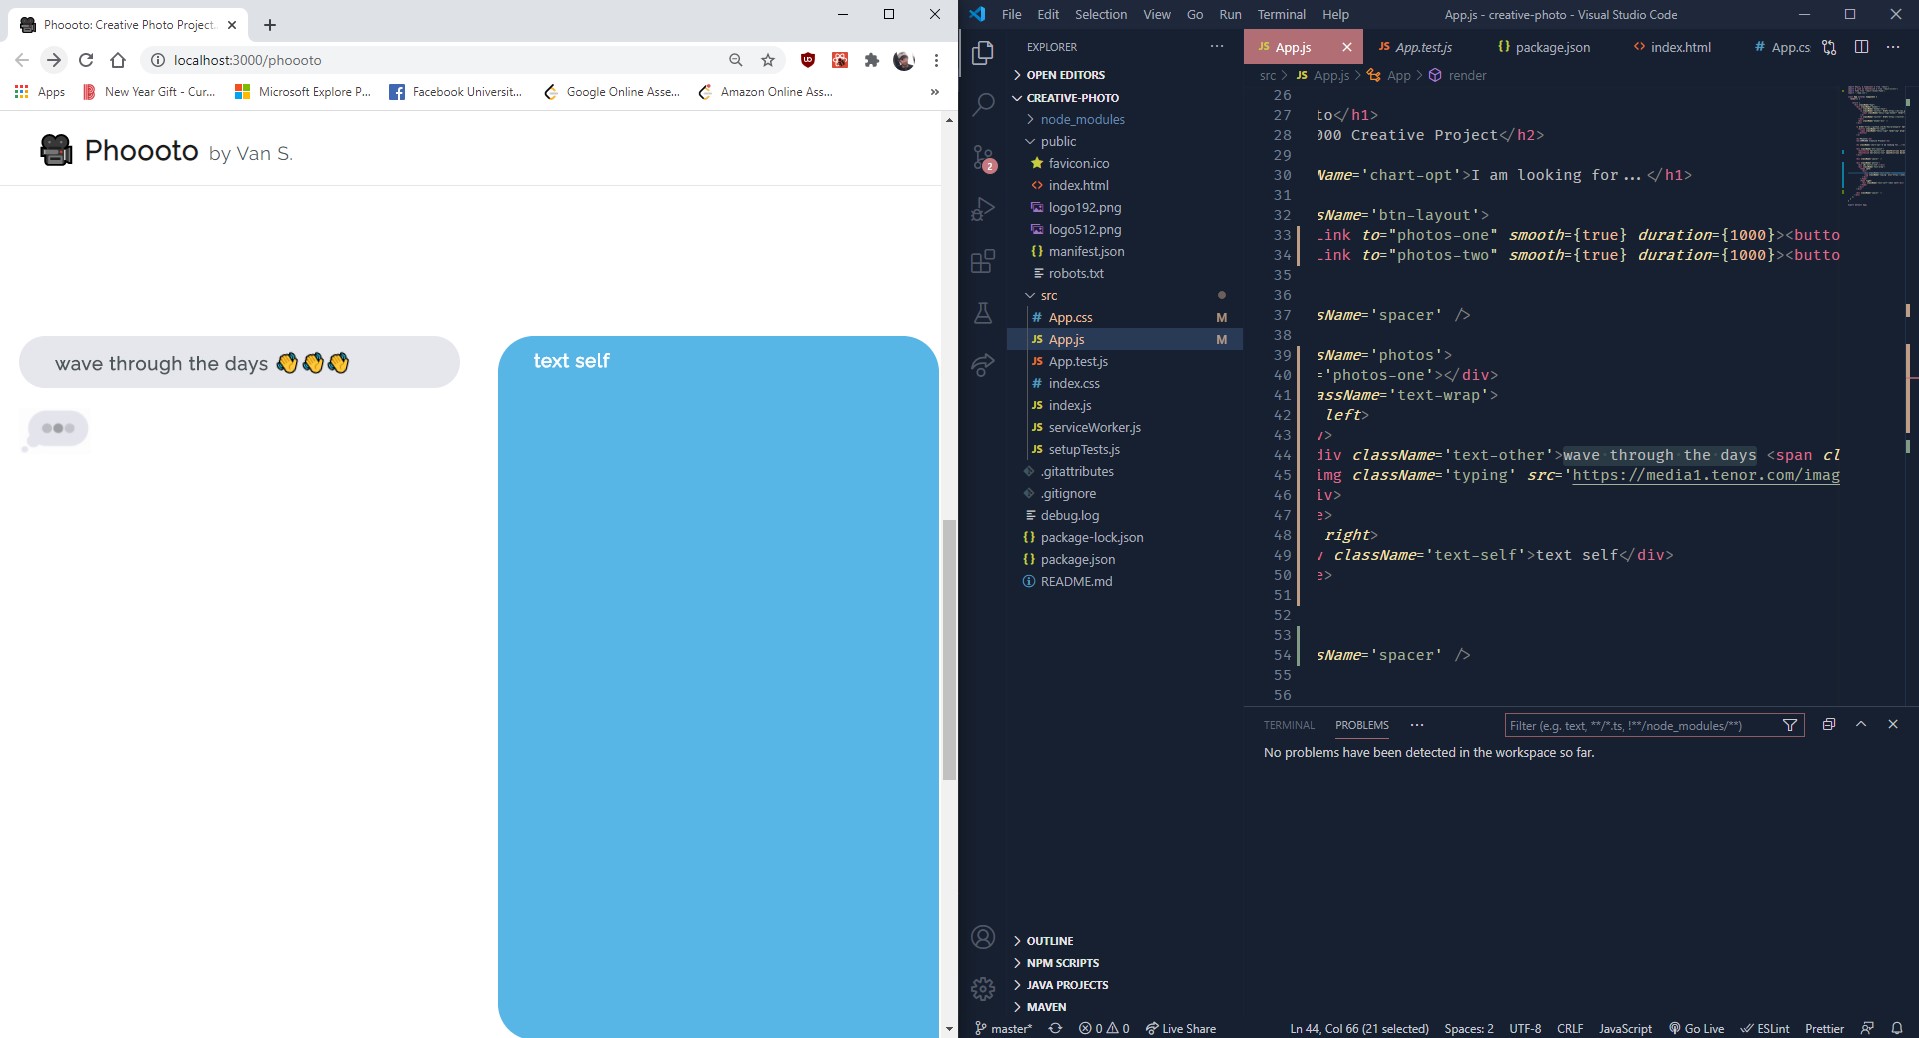 Phoooto: Creative Photo Project
localhost:3000/phoooto
Apps
New Year Gift - Cur...
Microsoft Explore P...
Facebook Universit...
Google Online Asse...
Amazon Online Ass...
»
Phoooto by Van S.
wave through the days 👋👋👋
text self
File Edit Selection View Go Run Terminal Help
App.js - creative-photo - Visual Studio Code
EXPLORER
OPEN EDITORS
CREATIVE-PHOTO
node_modules
public
favicon.ico
index.html
logo192.png
logo512.png
manifest.json
robots.txt
src
App.css M
App.js M
App.test.js
index.css
index.js
serviceWorker.js
setupTests.js
.gitattributes
.gitignore
debug.log
package-lock.json
package.json
README.md
OUTLINE
NPM SCRIPTS
JAVA PROJECTS
MAVEN
2
JS App.js
JS App.test.js
{} package.json
<> index.html
# App.cs
src > JS App.js > App > render
26
27 to</h1>
28 000 Creative Project</h2>
29
30 Name='chart-opt'>I am looking for...</h1>
31
32 sName='btn-layout'>
33 Link to="photos-one" smooth={true} duration={1000}><butto
34 Link to="photos-two" smooth={true} duration={1000}><butto
35
36
37 sName='spacer' />
38
39 sName='photos'>
40 ='photos-one'></div>
41 assName='text-wrap'>
42 left>
43 v>
44 div className='text-other'>wave through the days <span cl
45 img className='typing' src='https://media1.tenor.com/imag
46 iv>
47 e>
48 right>
49 v className='text-self'>text self</div>
50 e>
51
52
53
54 sName='spacer' />
55
56
TERMINAL PROBLEMS ...
Filter (e.g. text, **/*.ts, !**/node_modules/**)
No problems have been detected in the workspace so far.
master* 0 0 Live Share
Ln 44, Col 66 (21 selected) Spaces: 2 UTF-8 CRLF JavaScript Go Live ESLint Prettier